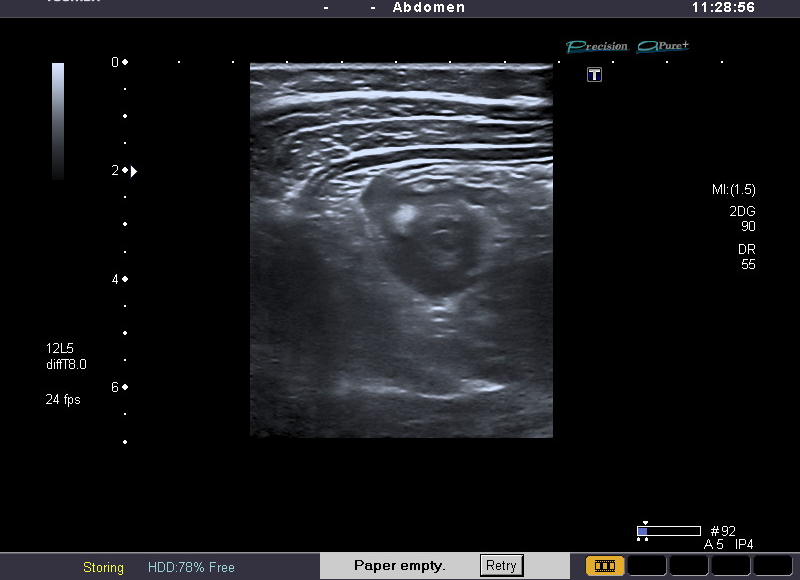 - - Abdomen 11:28:56
Precision APure+
T
0
2
MI:(1.5)
2DG
90
DR
55
4
12L5
diffT8.0
6
24 fps
#92
A 5 IP4
Storing HDD:78% Free Paper empty. Retry